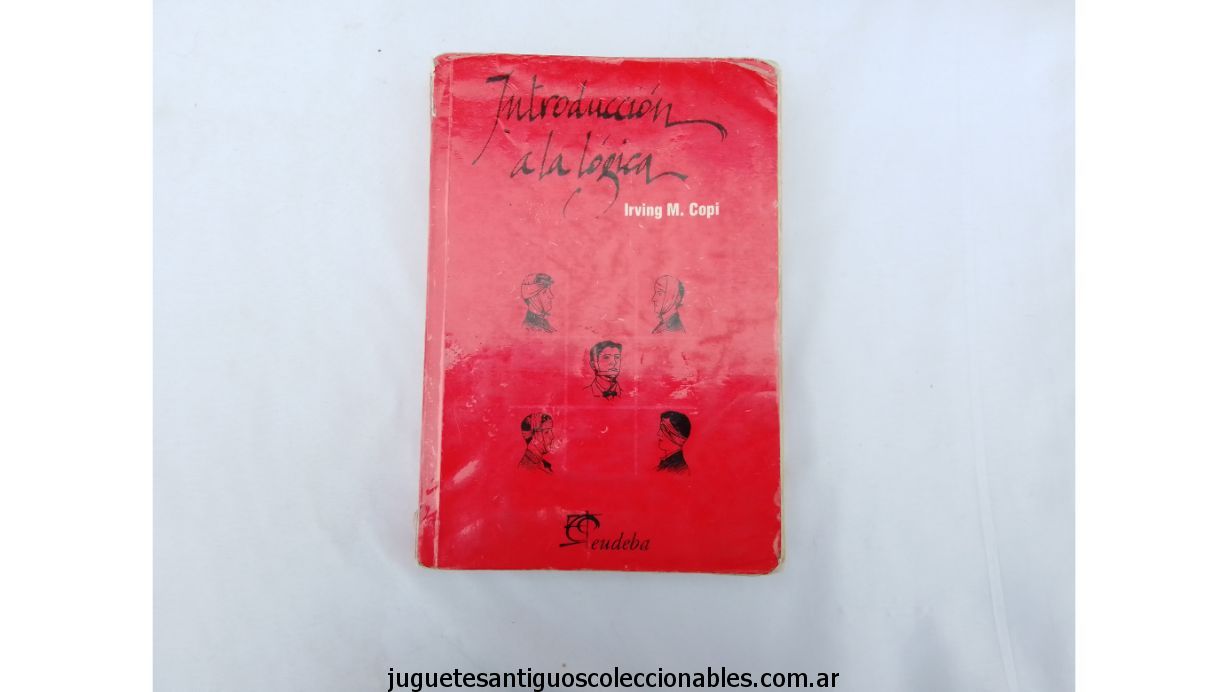 Introducción
a la lógica
Irving M. Copi
eudeba
juguetesantiguoscoleccionables.com.ar